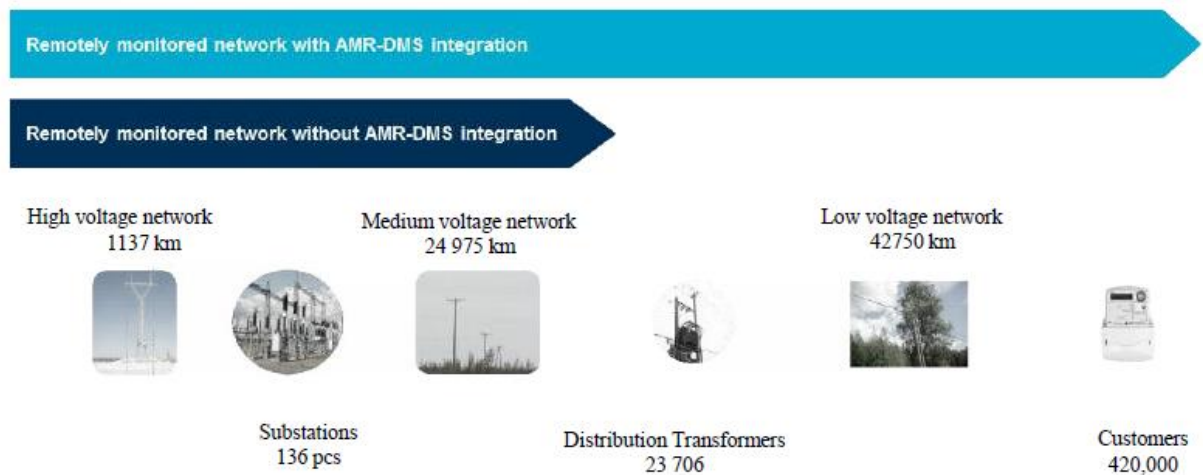 Remotely monitored network with AMR-DMS integration
Remotely monitored network without AMR-DMS integration
High voltage network
1137 km
Medium voltage network
24 975 km
Low voltage network
42750 km
Substations
136 pcs
Distribution Transformers
23 706
Customers
420,000